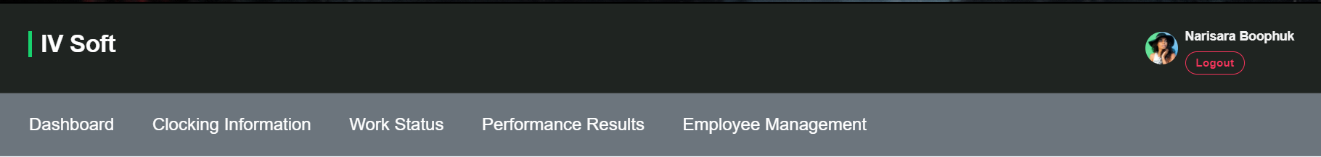 IV Soft
Narisara Boophuk
Logout
Dashboard Clocking Information Work Status Performance Results Employee Management